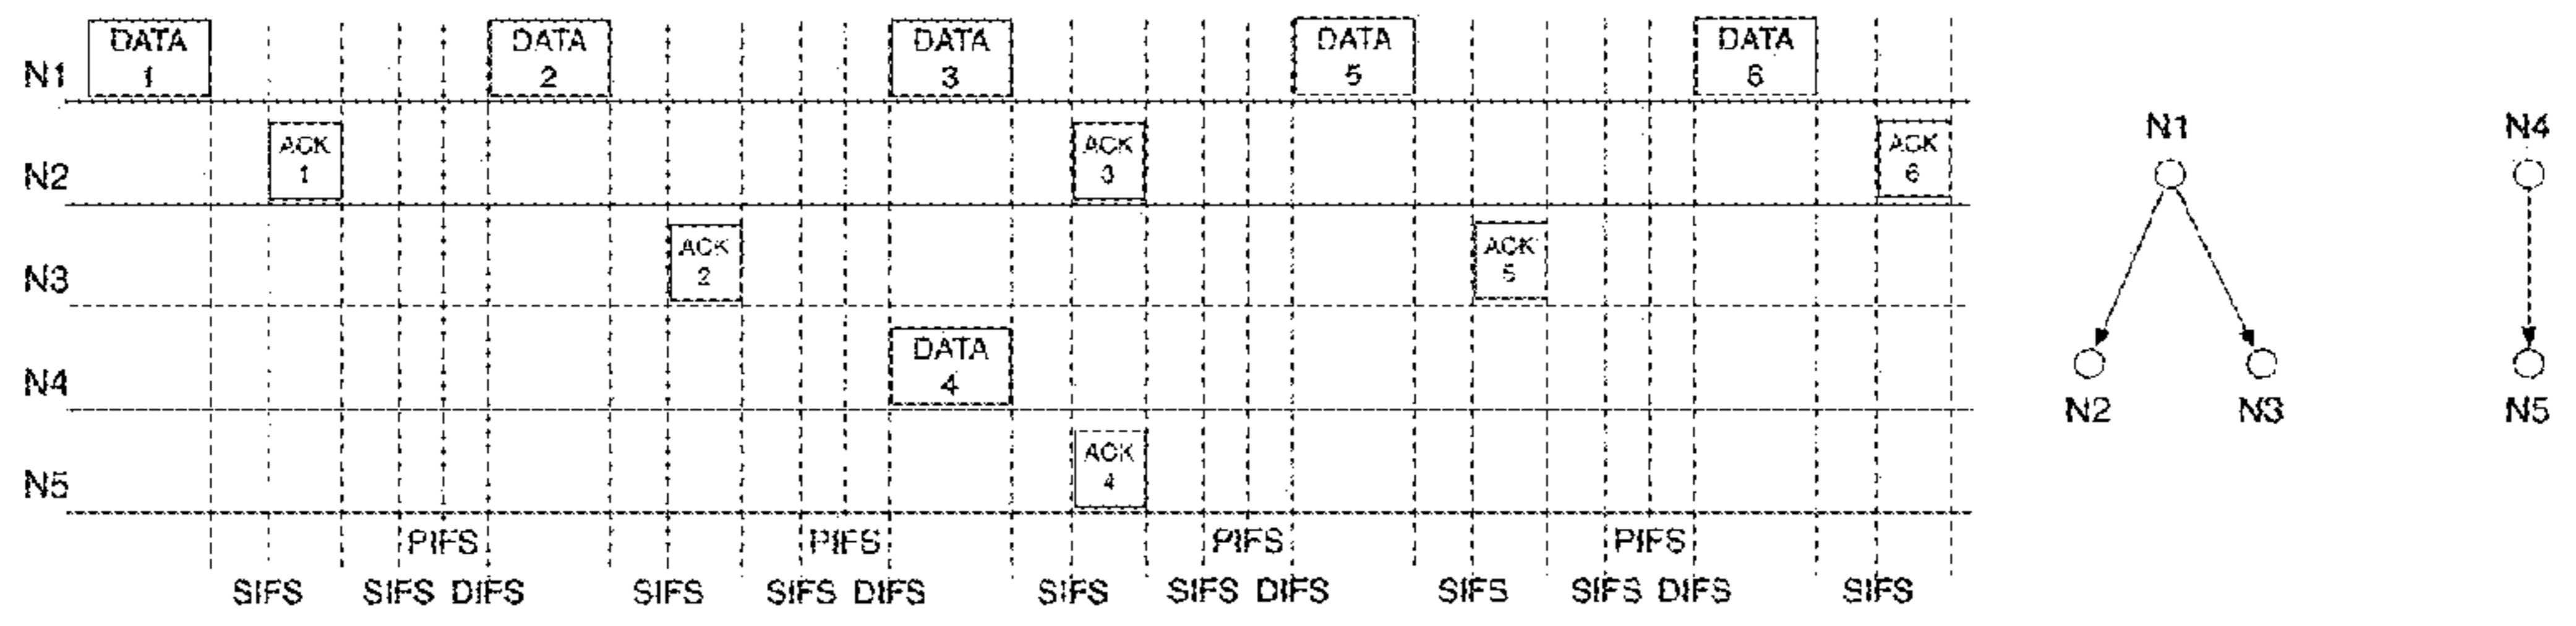 DATA DATA DATA DATA DATA
N1 1 2 3 5 6
ACK ACK ACK
N2 1 3 6
ACK ACK
N3 2 5
DATA
N4 4
ACK
N5 4
PIFS PIFS PIFS PIFS
SIFS SIFS DIFS SIFS SIFS DIFS SIFS SIFS DIFS SIFS SIFS DIFS SIFS
N1 N4
N2 N3 N5